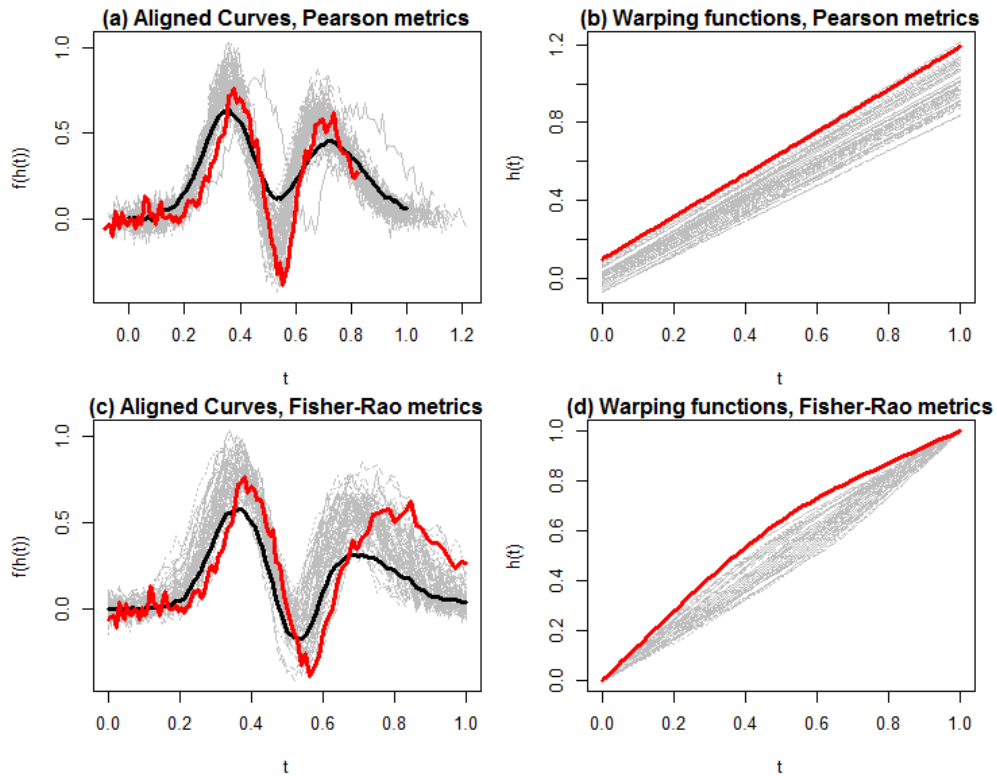 (a) Aligned Curves, Pearson metrics
f(h(t))
1.0
0.5
0.0
0.0 0.2 0.4 0.6 0.8 1.0 1.2
t
(b) Warping functions, Pearson metrics
h(t)
1.2
0.8
0.4
0.0
0.0 0.2 0.4 0.6 0.8 1.0
t
(c) Aligned Curves, Fisher-Rao metrics
f(h(t))
1.0
0.5
0.0
0.0 0.2 0.4 0.6 0.8 1.0
t
(d) Warping functions, Fisher-Rao metrics
h(t)
1.0
0.8
0.6
0.4
0.2
0.0
0.0 0.2 0.4 0.6 0.8 1.0
t